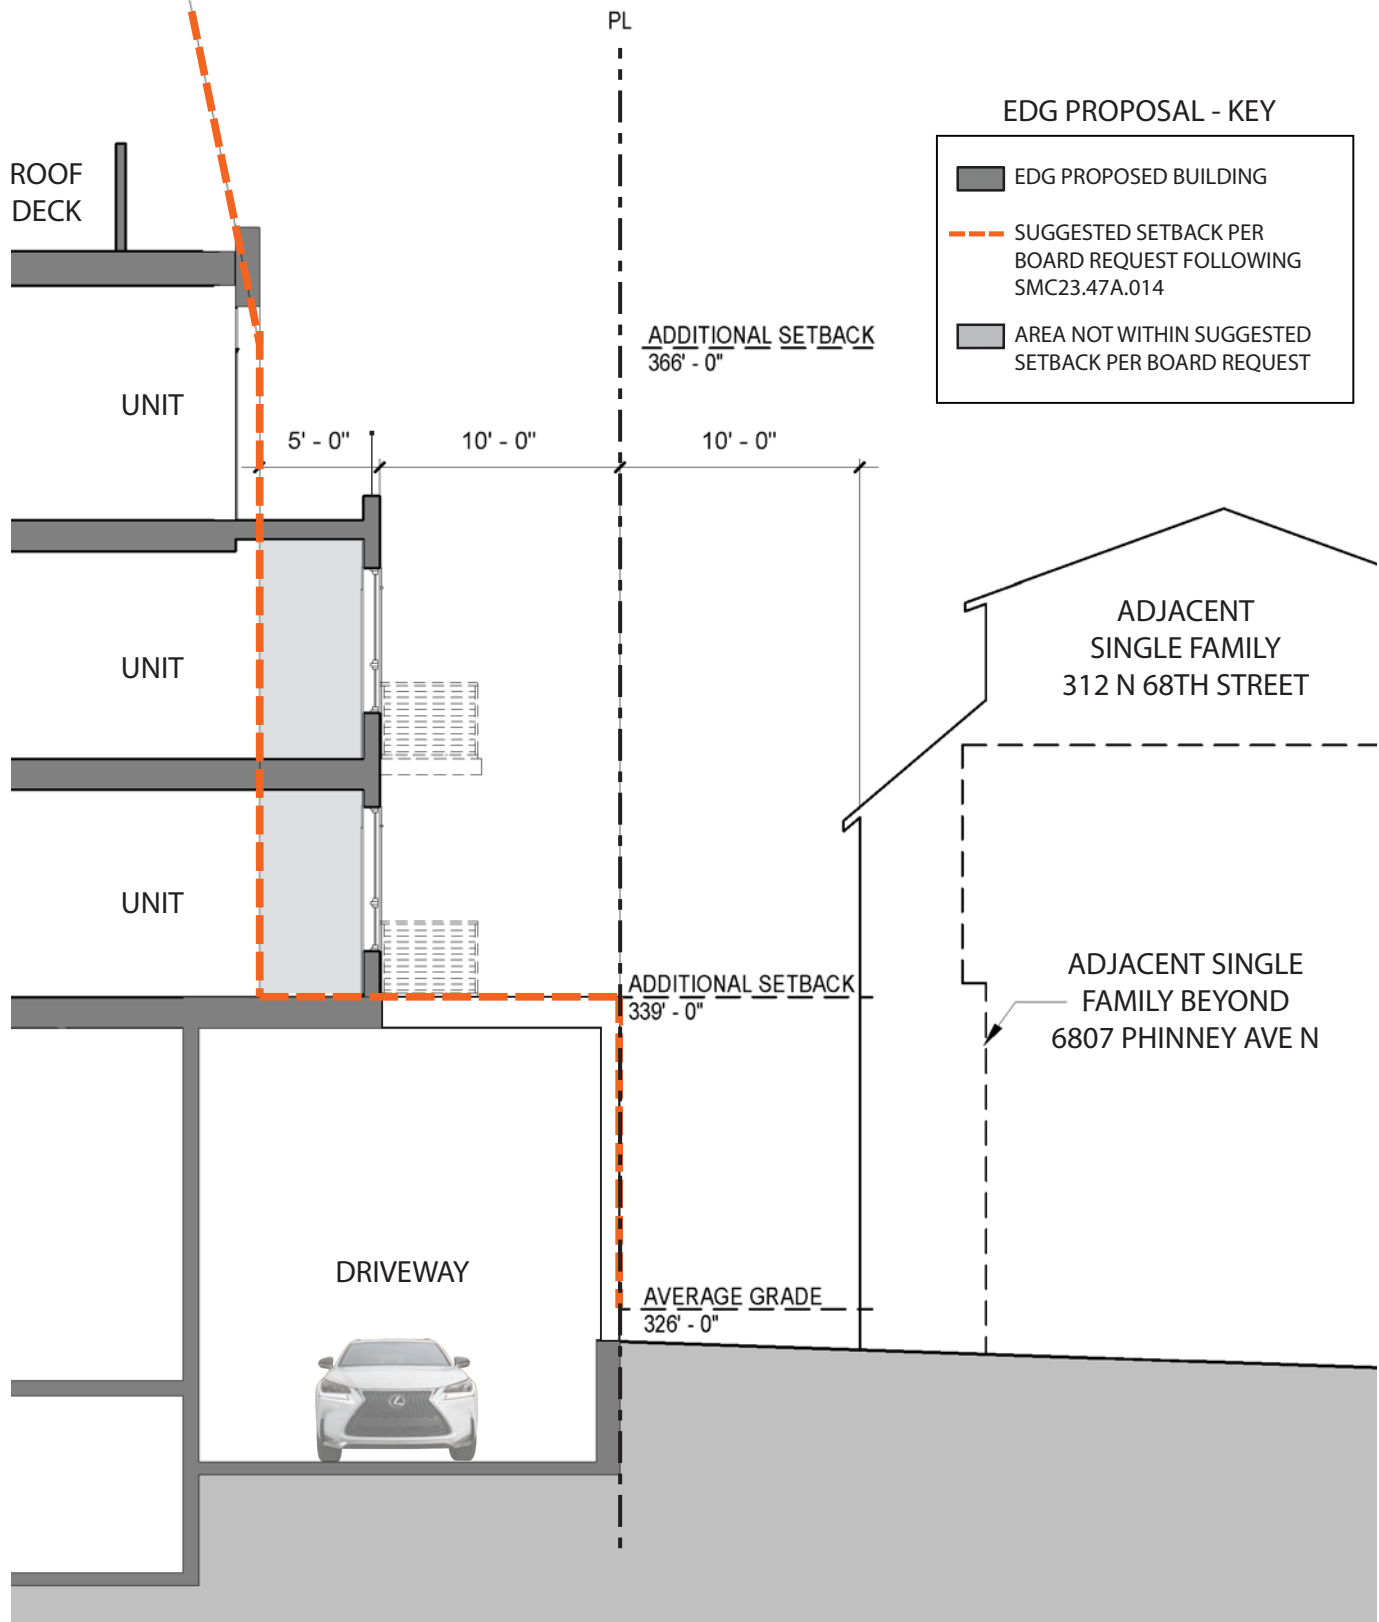 PL
EDG PROPOSAL - KEY
EDG PROPOSED BUILDING
SUGGESTED SETBACK PER
BOARD REQUEST FOLLOWING
SMC23.47A.014
AREA NOT WITHIN SUGGESTED
SETBACK PER BOARD REQUEST
ROOF
DECK
ADDITIONAL SETBACK
366' - 0"
UNIT
5' - 0"
10' - 0"
10' - 0"
ADJACENT
SINGLE FAMILY
312 N 68TH STREET
UNIT
UNIT
ADDITIONAL SETBACK
339' - 0"
ADJACENT SINGLE
FAMILY BEYOND
6807 PHINNEY AVE N
DRIVEWAY
AVERAGE GRADE
326' - 0"